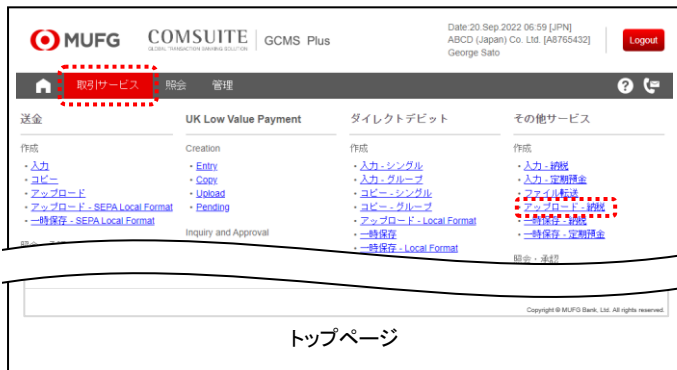 MUFG COMSUITE GCMS Plus
GLOBAL TRANSACTION BANKING SOLUTION
Date:20.Sep.2022 06:59 [JPN]
ABCD (Japan) Co. Ltd. [A8765432]
George Sato
Logout
取引サービス 照会 管理
送金
作成
・入力
・コピー
・アップロード
・アップロード - SEPA Local Format
・一時保存 - SEPA Local Format
UK Low Value Payment
Creation
・Entry
・Copy
・Upload
・Pending
Inquiry and Approval
ダイレクトデビット
作成
・入力 - シングル
・入力 - グループ
・コピー - シングル
・コピー - グループ
・アップロード - Local Format
・一時保存
・一時保存 - Local Format
その他サービス
作成
・入力 - 納税
・入力 - 定期預金
・ファイル転送
・アップロード - 納税
・一時保存 - 納税
・一時保存 - 定期預金
照会・承認
Copyright © MUFG Bank, Ltd. All rights reserved.
トップページ